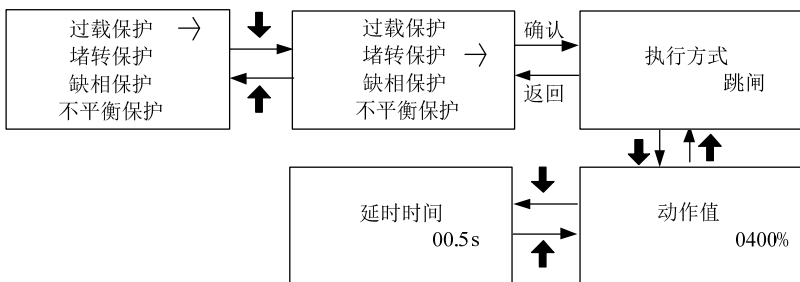 过载保护
堵转保护
缺相保护
不平衡保护
过载保护
堵转保护
缺相保护
不平衡保护
确认
返回
执行方式
跳闸
延时时间
00.5s
动作值
0400%